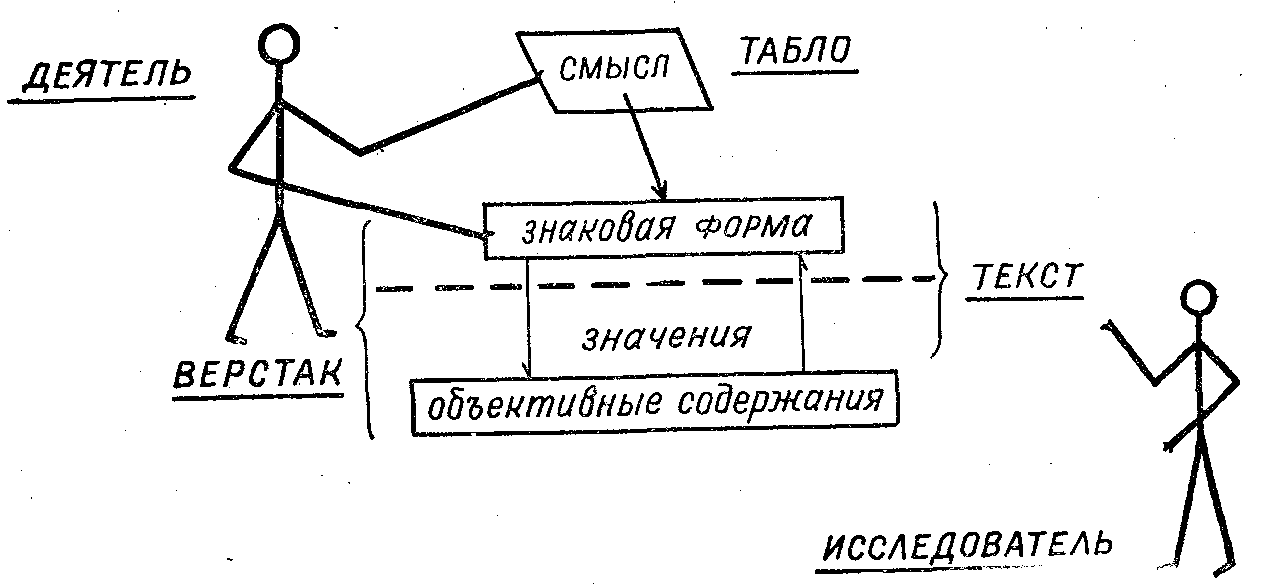 ДЕЯТЕЛЬ
СМЫСЛ
ТАБЛО
знаковая форма
ТЕКСТ
значения
ВЕРСТАК
объективные содержания
ИССЛЕДОВАТЕЛЬ